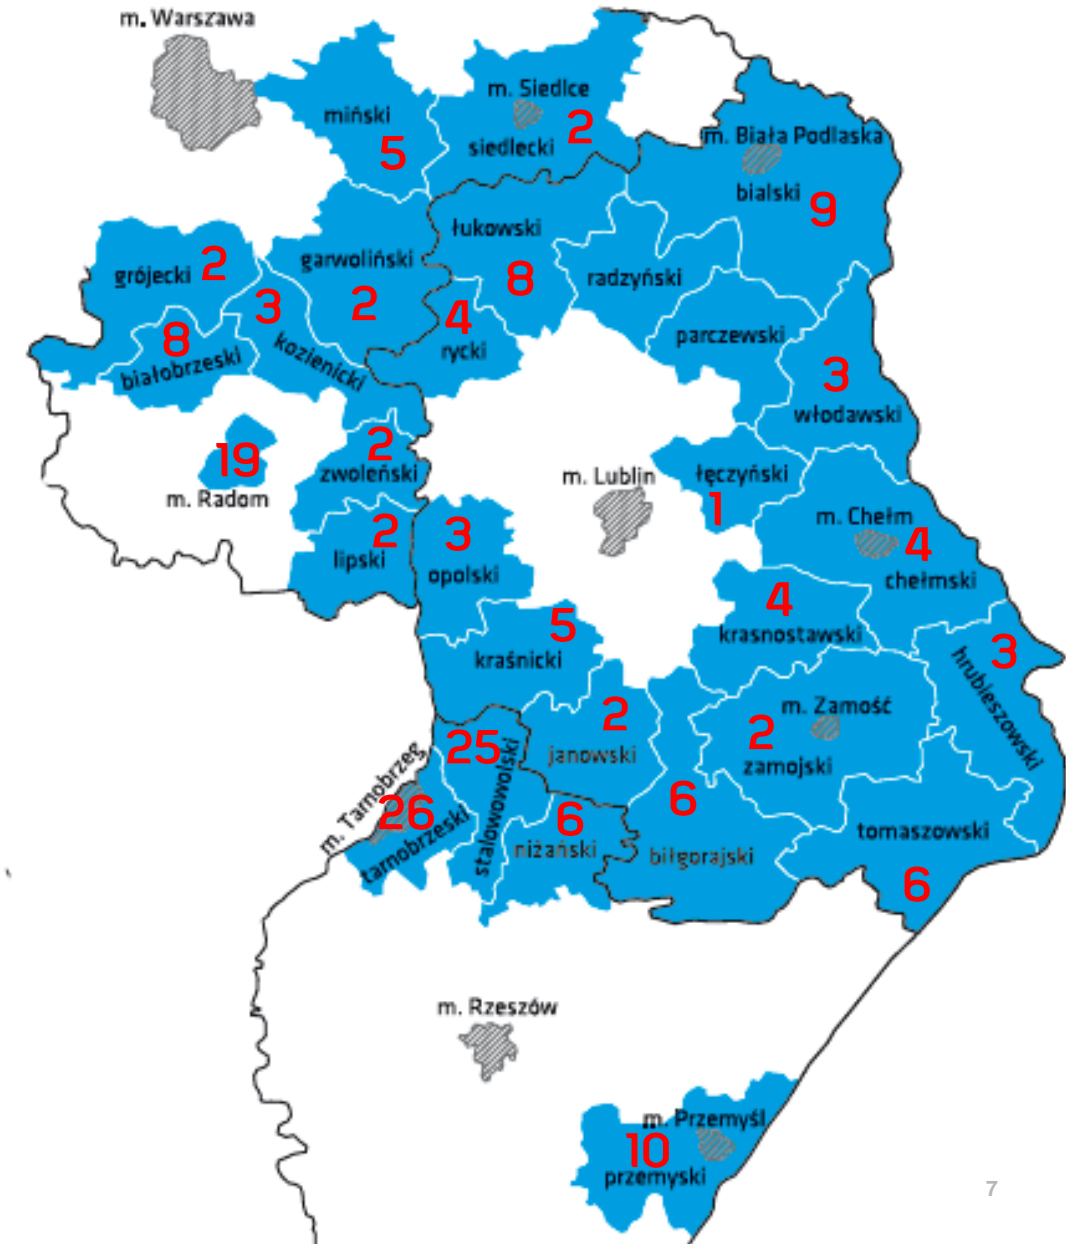 m. Warszawa
m. Siedlce
miński
5
siedlecki
2
m. Biała Podlaska
bialski
9
łukowski
8
garwoliński
2
grójecki
2
3
kozienicki
radzyński
4
rycki
8
białobrzeski
parczewski
3
włodawski
19
m. Radom
2
zwoleński
m. Lublin
łęczyński
1
m. Chełm
4
chełmski
2
lipski
3
opolski
4
krasnostawski
5
kraśnicki
3
hrubieszowski
2
janowski
m. Zamość
2
zamojski
25
stalowowolski
m. Tarnobrzeg
26
tarnobrzeski
6
niżański
6
biłgorajski
tomaszowski
6
m. Rzeszów
m. Przemyśl
10
przemyski
7